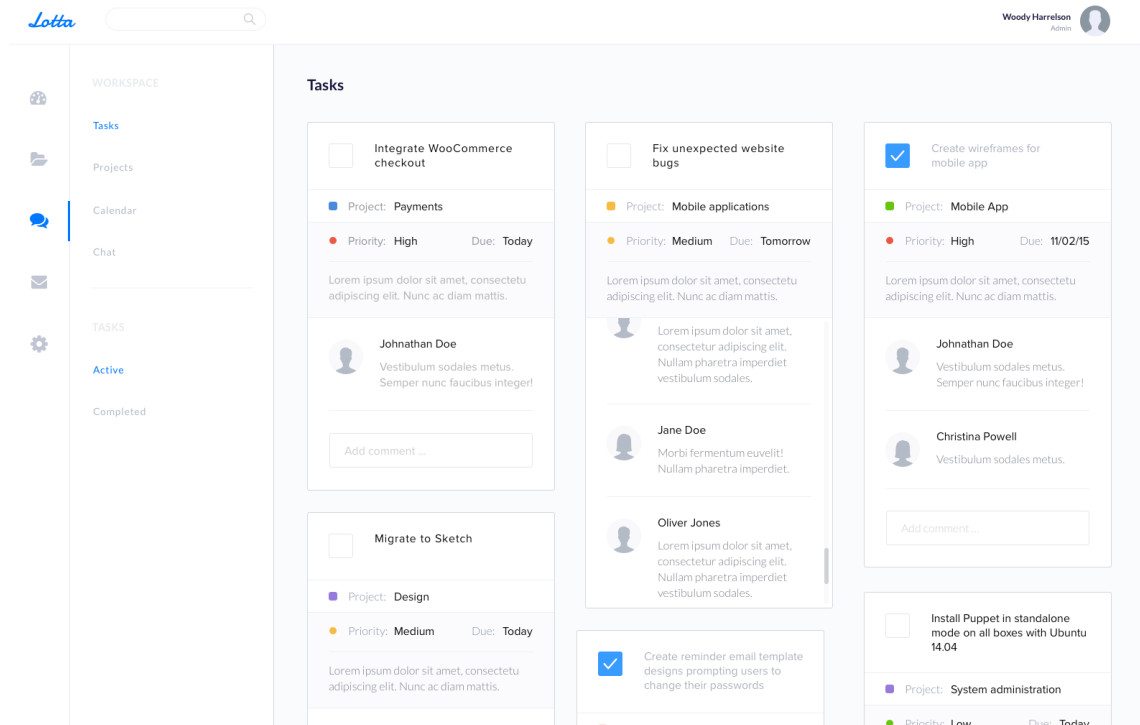 Lotta
Woody Harrelson
Admin
WORKSPACE
Tasks
Projects
Calendar
Chat
TASKS
Active
Completed
Tasks
Integrate WooCommerce
checkout
Project: Payments
Priority: High Due: Today
Lorem ipsum dolor sit amet, consectetu
adipiscing elit. Nunc ac diam mattis.
Johnathan Doe
Vestibulum sodales metus.
Semper nunc faucibus integer!
Add comment ...
Migrate to Sketch
Project: Design
Priority: Medium Due: Today
Lorem ipsum dolor sit amet, consectetu
adipiscing elit. Nunc ac diam mattis.
Fix unexpected website
bugs
Project: Mobile applications
Priority: Medium Due: Tomorrow
Lorem ipsum dolor sit amet, consectetu
adipiscing elit. Nunc ac diam mattis.
Lorem ipsum dolor sit amet,
consectetur adipiscing elit.
Nullam pharetra imperdiet
vestibulum sodales.
Jane Doe
Morbi fermentum euvelit!
Nullam pharetra imperdiet.
Oliver Jones
Lorem ipsum dolor sit amet,
consectetur adipiscing elit.
Nullam pharetra imperdiet
vestibulum sodales.
Create reminder email template
designs prompting users to
change their passwords
Create wireframes for
mobile app
Project: Mobile App
Priority: High Due: 11/02/15
Lorem ipsum dolor sit amet, consectetu
adipiscing elit. Nunc ac diam mattis.
Johnathan Doe
Vestibulum sodales metus.
Semper nunc faucibus integer!
Christina Powell
Vestibulum sodales metus.
Add comment ...
Install Puppet in standalone
mode on all boxes with Ubuntu
14.04
Project: System administration
Priority: Low Due: Today